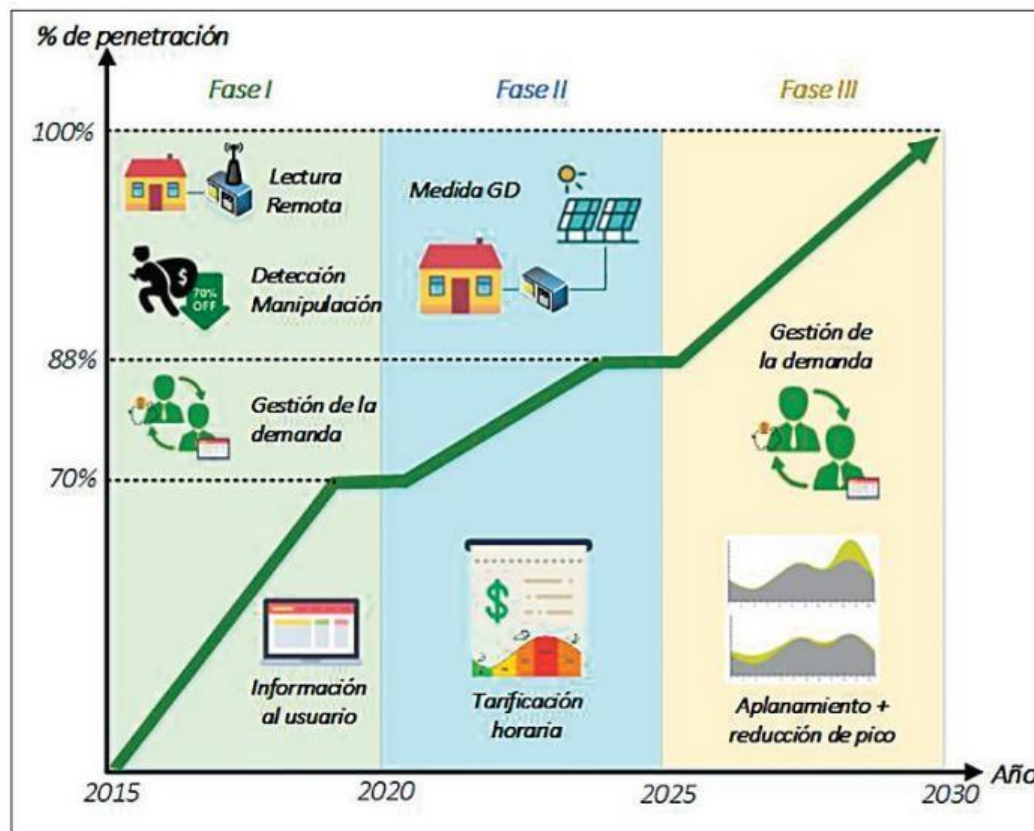 % de penetración
Fase I
Fase II
Fase III
100%
Lectura
Remota
Medida GD
$
70%
OFF
Detección
Manipulación
88%
Gestión de
la demanda
Gestión de la
demanda
70%
$
Información
al usuario
Tarificación
horaria
Aplanamiento +
reducción de pico
Año
2015
2020
2025
2030